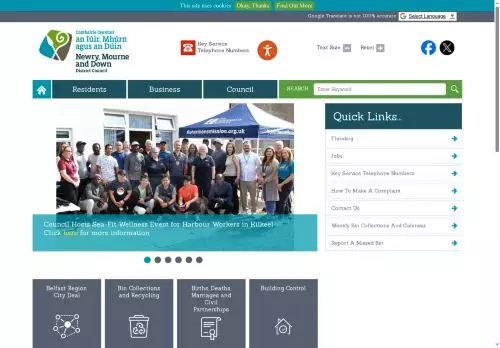 This site uses cookies Okay, Thanks Find Out More
Google Translate is not 100% accurate Select Language
Comhairle Ceantair
an Iúir, Mhúrn
agus an Dúin
Newry, Mourne
and Down
District Council
Key Service
Telephone Numbers
Text Size
Reset
Residents
Business
Council
SEARCH
Enter Keyword
fishermensmission.org.uk
Council Hosts Sea-Fit Wellness Event for Harbour Workers in Kilkeel -
Click here for more information
Quick Links...
Flooding
Jobs
Key Service Telephone Numbers
How To Make A Complaint
Contact Us
Weekly Bin Collections And Calendar
Report A Missed Bin
Belfast Region
City Deal
Bin Collections
and Recycling
Births, Deaths,
Marriages and
Civil
Partnerships
Building Control